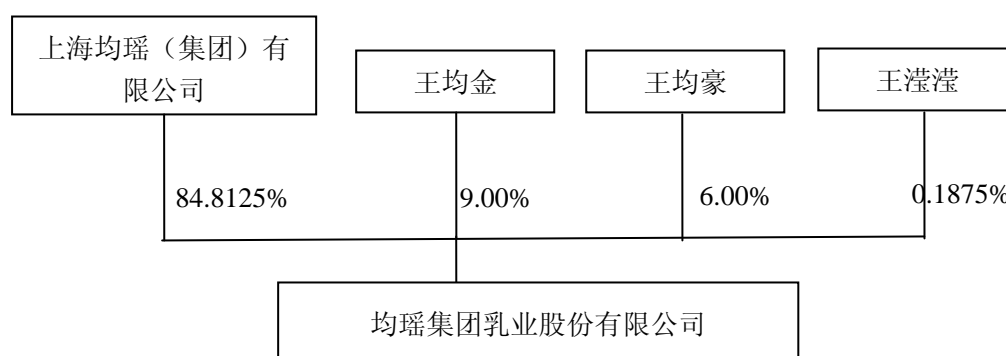 上海均瑶（集团）有
限公司
王均金
王均豪
王滢滢
84.8125%
9.00%
6.00%
0.1875%
均瑶集团乳业股份有限公司